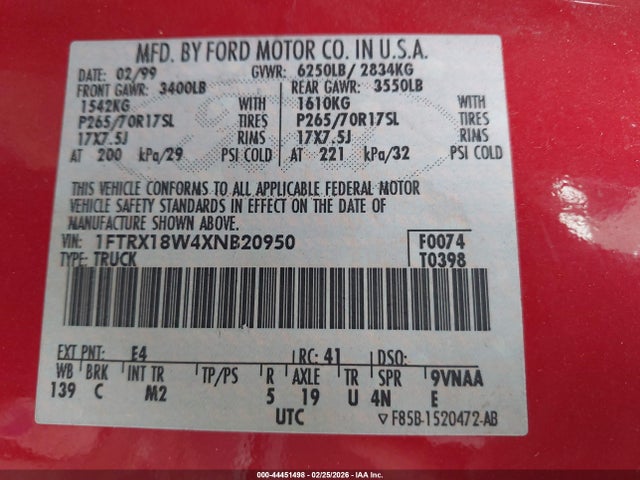 MFD. BY FORD MOTOR CO. IN U.S.A.
DATE: 02/99 GVWR: 6250LB/ 2834KG
FRONT GAWR: 3400LB REAR GAWR: 3550LB
1542KG WITH 1610KG WITH
P265/70R17SL TIRES P265/70R17SL TIRES
17X7.5J RIMS 17X7.5J RIMS
AT 200 kPa/29 PSI COLD AT 221 kPa/32 PSI COLD
THIS VEHICLE CONFORMS TO ALL APPLICABLE FEDERAL MOTOR
VEHICLE SAFETY STANDARDS IN EFFECT ON THE DATE OF
MANUFACTURE SHOWN ABOVE.
VIN: 1FTRX18W4XNB20950 F0074
TYPE: TRUCK T0398
EXT PNT: E4 RC: 41 DSO:
WB BRK INT TR TP/PS R AXLE TR SPR 9VNAA
139 C M2 5 19 U 4N E
UTC ▽F85B-1520472-AB
000-44451498 - 02/25/2026 - IAA Inc.